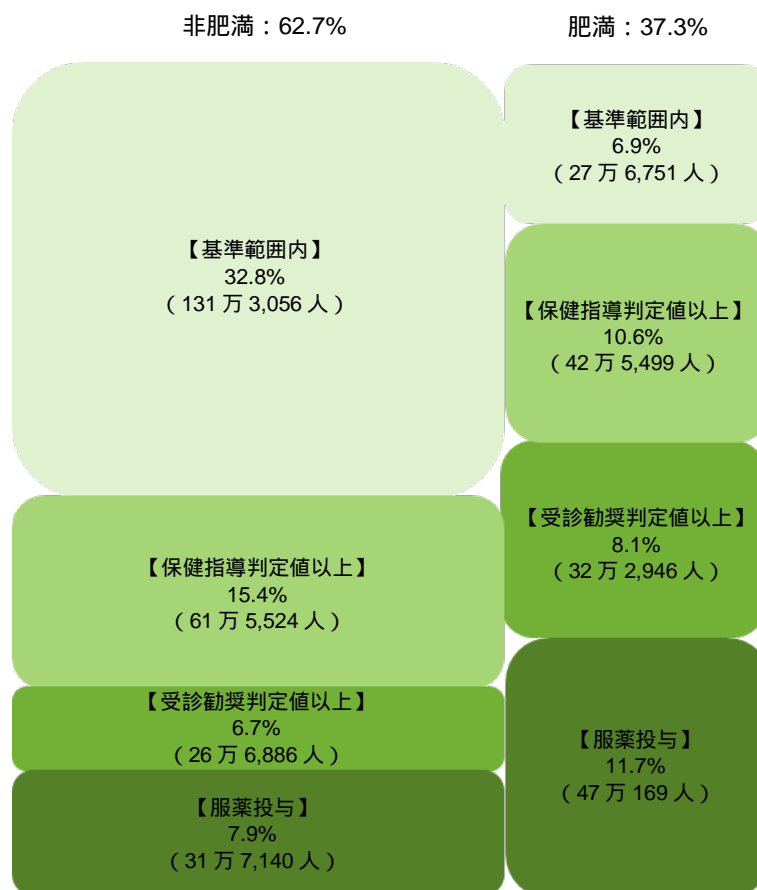 非肥満：62.7%
【基準範囲内】
32.8%
（131 万 3,056 人）
【保健指導判定値以上】
15.4%
（61 万 5,524 人）
【受診勧奨判定値以上】
6.7%
（26 万 6,886 人）
【服薬投与】
7.9%
（31 万 7,140 人）
肥満：37.3%
【基準範囲内】
6.9%
（27 万 6,751 人）
【保健指導判定値以上】
10.6%
（42 万 5,499 人）
【受診勧奨判定値以上】
8.1%
（32 万 2,946 人）
【服薬投与】
11.7%
（47 万 169 人）